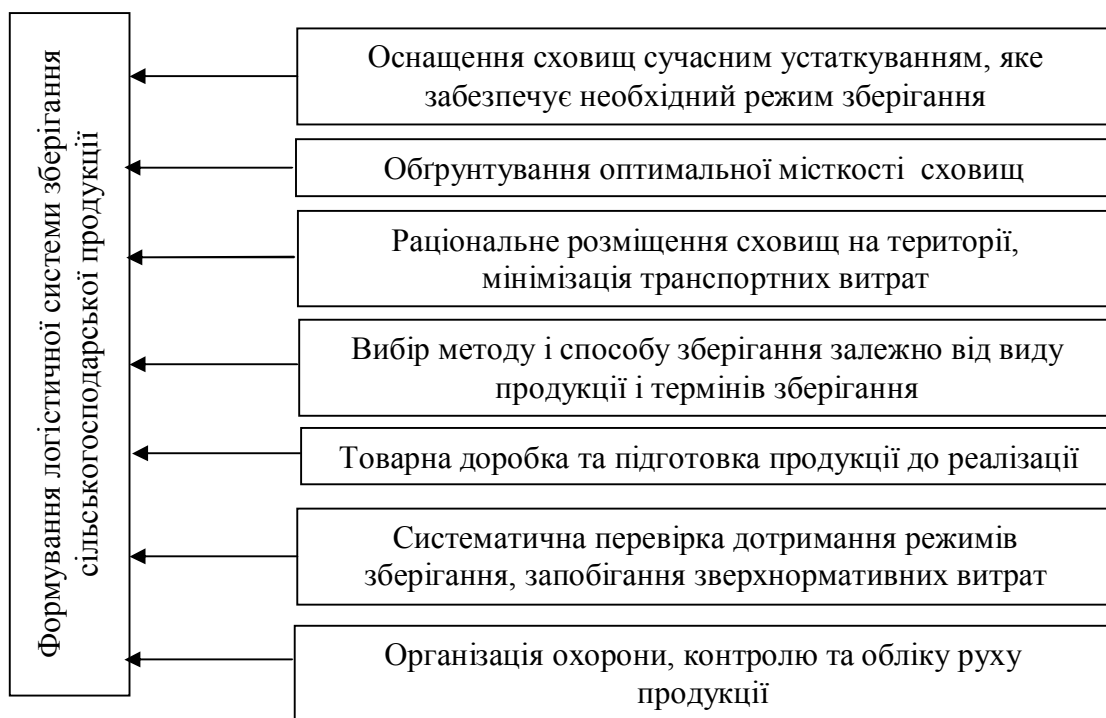 Формування логістичної системи зберігання
сільськогосподарської продукції
Оснащення сховищ сучасним устаткуванням, яке
забезпечує необхідний режим зберігання
Обґрунтування оптимальної місткості сховищ
Раціональне розміщення сховищ на території,
мінімізація транспортних витрат
Вибір методу і способу зберігання залежно від виду
продукції і термінів зберігання
Товарна доробка та підготовка продукції до реалізації
Систематична перевірка дотримання режимів
зберігання, запобігання зверхнормативних витрат
Організація охорони, контролю та обліку руху
продукції